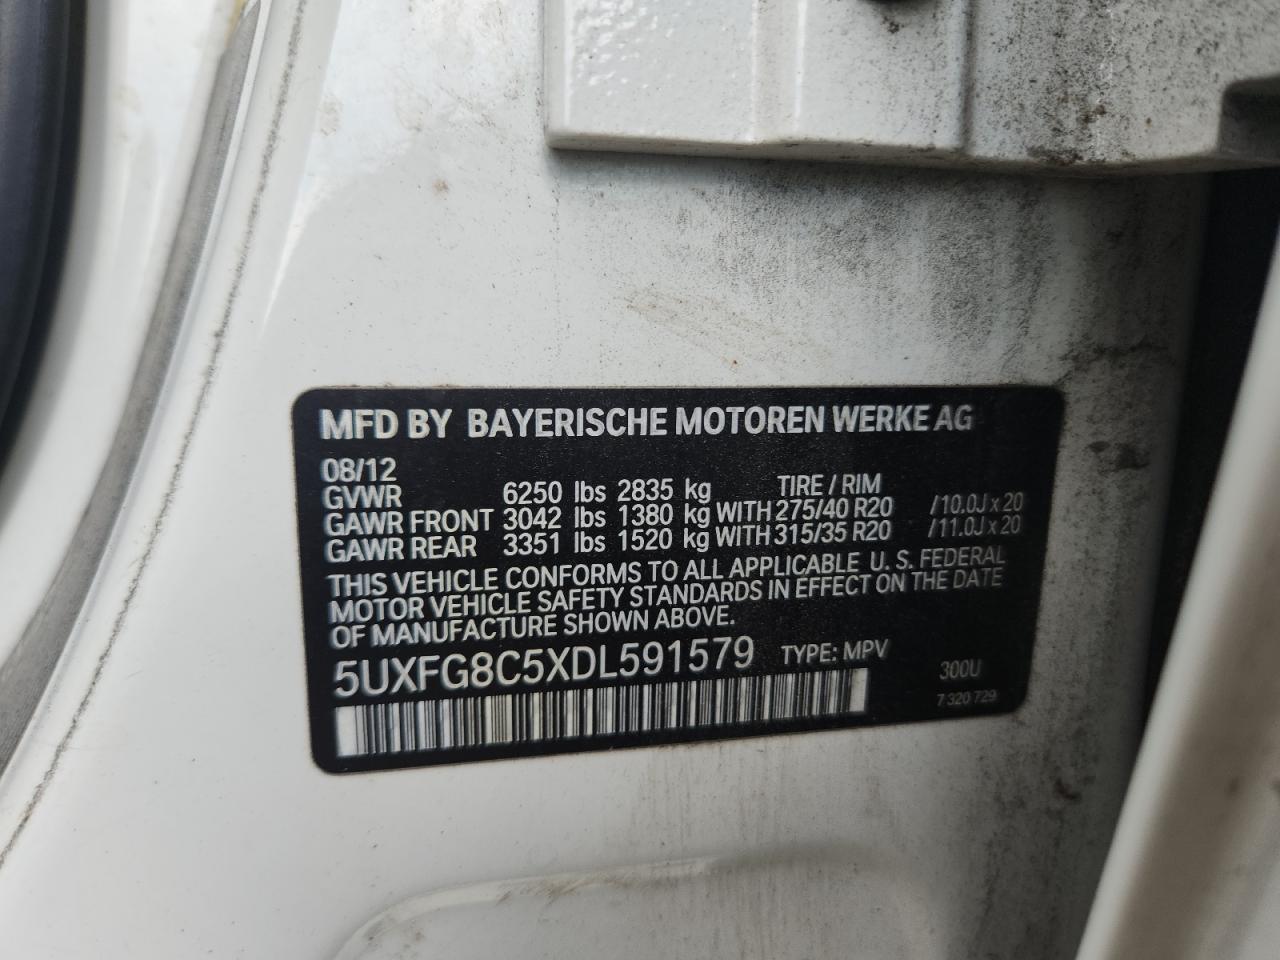 MFD BY BAYERISCHE MOTOREN WERKE AG
08/12
GVWR 6250 lbs 2835 kg TIRE / RIM
GAWR FRONT 3042 lbs 1380 kg WITH 275/40 R20 /10.0J x 20
GAWR REAR 3351 lbs 1520 kg WITH 315/35 R20 /11.0J x 20
THIS VEHICLE CONFORMS TO ALL APPLICABLE U. S. FEDERAL
MOTOR VEHICLE SAFETY STANDARDS IN EFFECT ON THE DATE
OF MANUFACTURE SHOWN ABOVE.
5UXFG8C5XDL591579 TYPE: MPV 300U
7 320 729